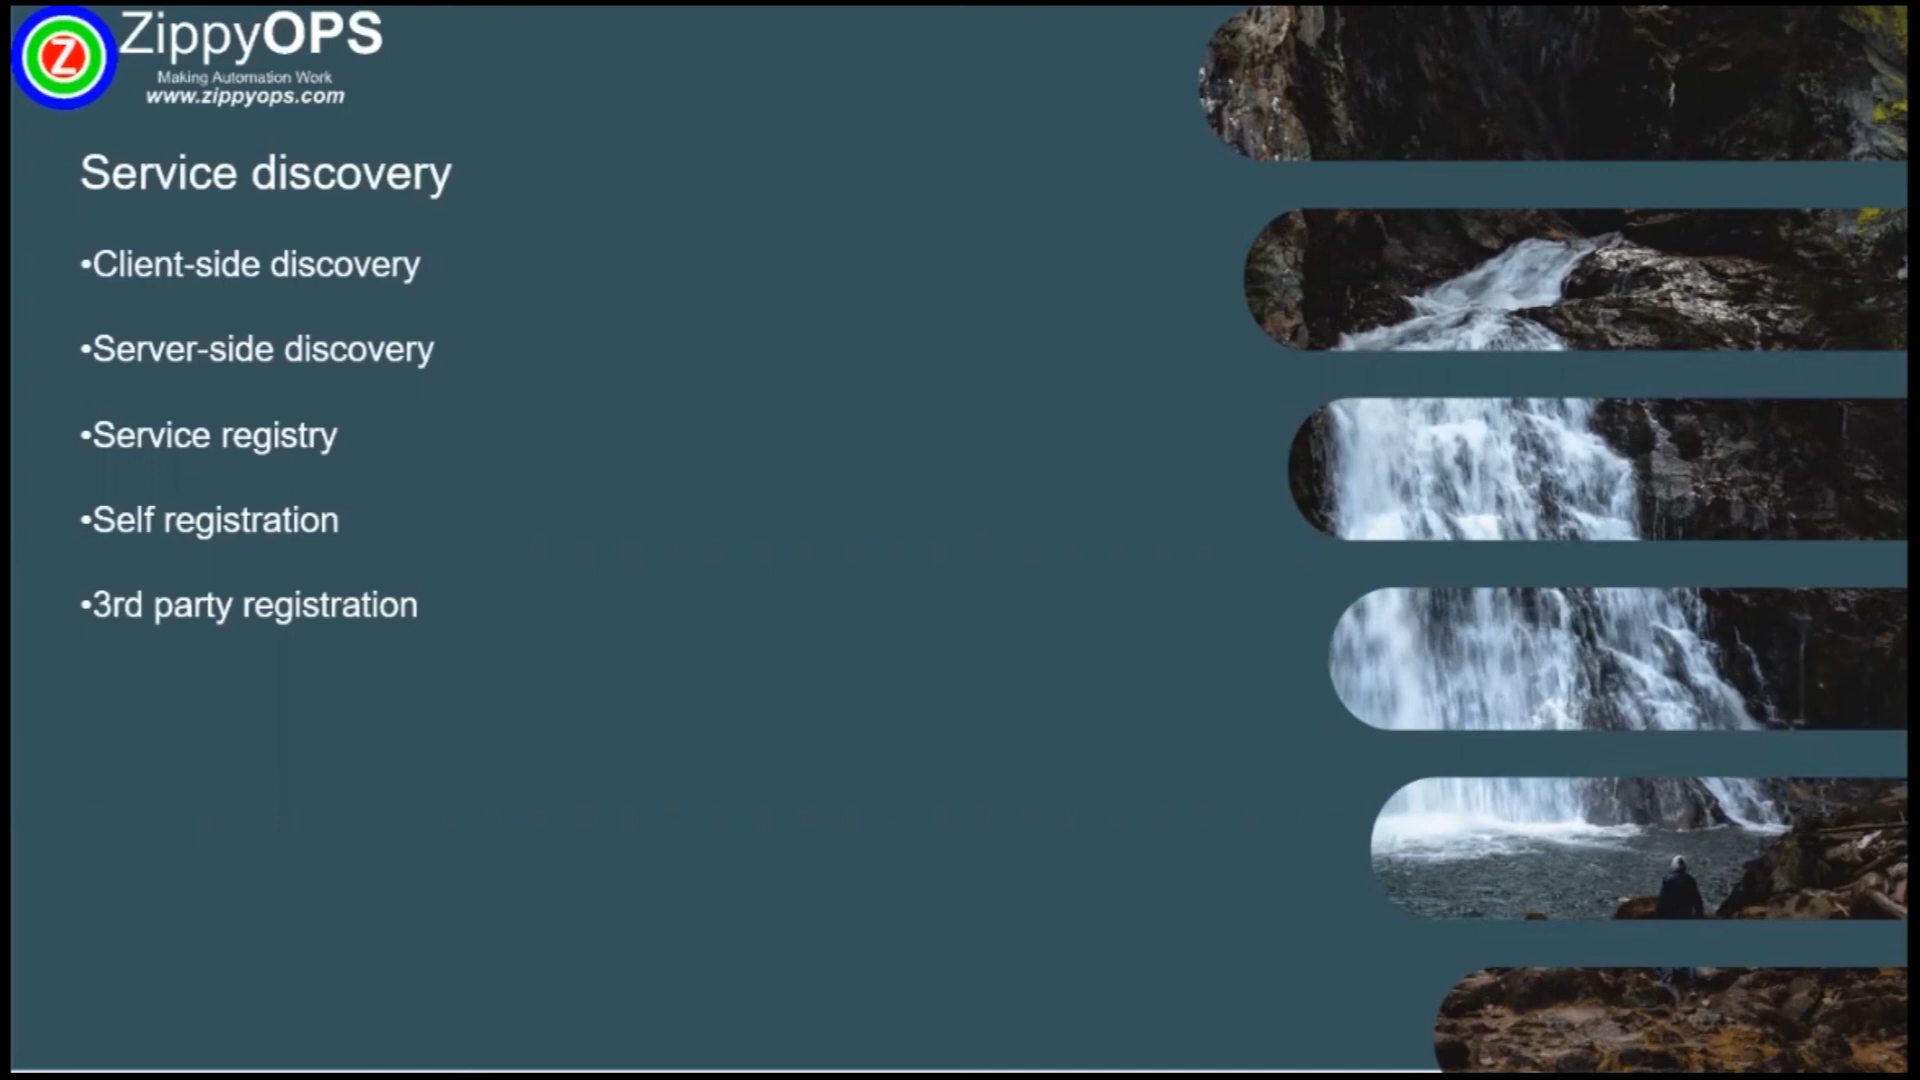 Z
ZippyOPS
Making Automation Work
www.zippyops.com
Service discovery
•Client-side discovery
•Server-side discovery
•Service registry
•Self registration
•3rd party registration